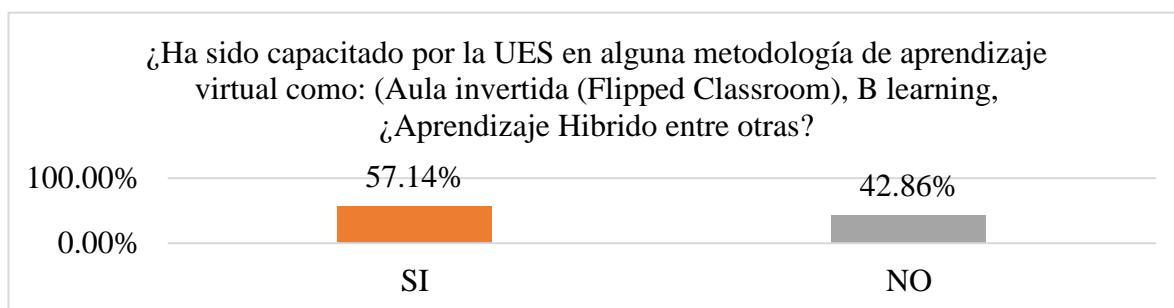 ¿Ha sido capacitado por la UES en alguna metodología de aprendizaje
virtual como: (Aula invertida (Flipped Classroom), B learning,
¿Aprendizaje Hibrido entre otras?
100.00%
57.14%
42.86%
0.00%
SI
NO